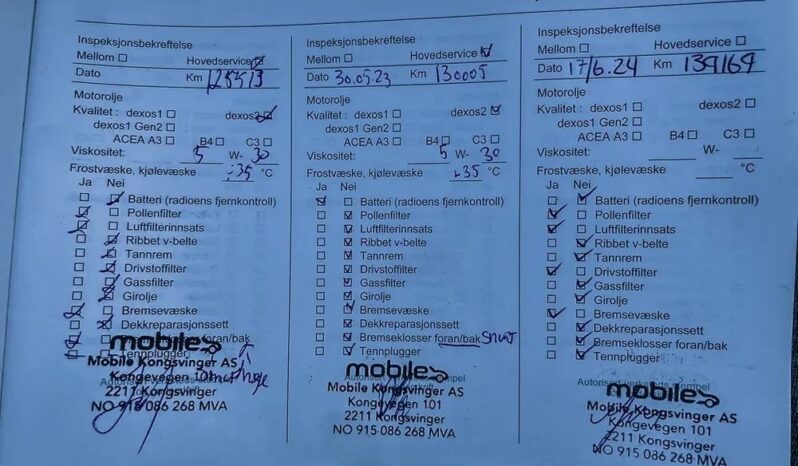 Inspeksjonsbekreftelse
Mellom ☐ Hovedservice ☑
Dato Km 125513
Motorolje
Kvalitet : dexos1 ☐ dexos2 ☑
dexos1 Gen2 ☐
ACEA A3 ☐ B4 ☐ C3 ☐
Viskositet: 5 W- 30
Frostvæske, kjølevæske -35 °C
Ja Nei
Batteri (radioens fjernkontroll)
Pollenfilter
Luftfilterinnsats
Ribbet v-belte
Tannrem
Drivstoffilter
Gassfilter
Girolje
Bremsevæske
Dekkreparasjonssett
foran/bak
Tennplugger
mobile
Mobile Kongsvinger AS
Kongevegen 101
2211 Kongsvinger
NO 915 086 268 MVA
Inspeksjonsbekreftelse
Mellom ☐ Hovedservice ☑
Dato 30.05.23 Km 130005
Motorolje
Kvalitet : dexos1 ☐ dexos2 ☑
dexos1 Gen2 ☐
ACEA A3 ☐ B4 ☐ C3 ☐
Viskositet: 5 W- 30
Frostvæske, kjølevæske -35 °C
Ja Nei
Batteri (radioens fjernkontroll)
Pollenfilter
Luftfilterinnsats
Ribbet v-belte
Tannrem
Drivstoffilter
Gassfilter
Girolje
Bremsevæske
Dekkreparasjonssett
Bremseklosser foran/bak
Tennplugger
mobile
Mobile Kongsvinger AS
Kongevegen 101
2211 Kongsvinger
NO 915 086 268 MVA
Inspeksjonsbekreftelse
Mellom ☐ Hovedservice ☐
Dato 17/6.24 Km 139169
Motorolje
Kvalitet : dexos1 ☐ dexos2 ☐
dexos1 Gen2 ☐
ACEA A3 ☐ B4 ☐ C3 ☐
Viskositet: W-
Frostvæske, kjølevæske °C
Ja Nei
Batteri (radioens fjernkontroll)
Pollenfilter
Luftfilterinnsats
Ribbet v-belte
Tannrem
Drivstoffilter
Gassfilter
Girolje
Bremsevæske
Dekkreparasjonssett
Bremseklosser foran/bak
Tennplugger
mobile
Mobile Kongsvinger AS
Kongevegen 101
2211 Kongsvinger
NO 915 086 268 MVA